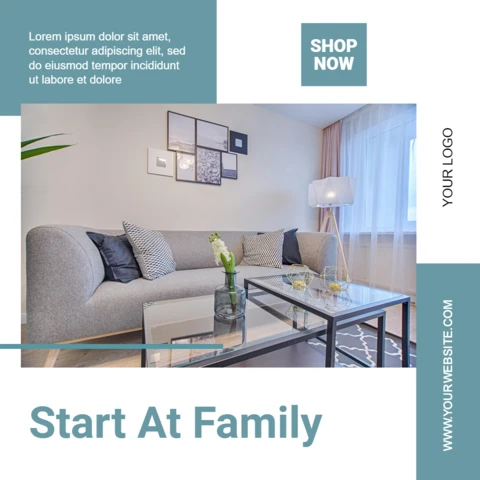 Lorem ipsum dolor sit amet,
consectetur adipiscing elit, sed
do eiusmod tempor incididunt
ut labore et dolore
SHOP
NOW
YOUR LOGO
WWW.YOURWEBSITE.COM
Start At Family